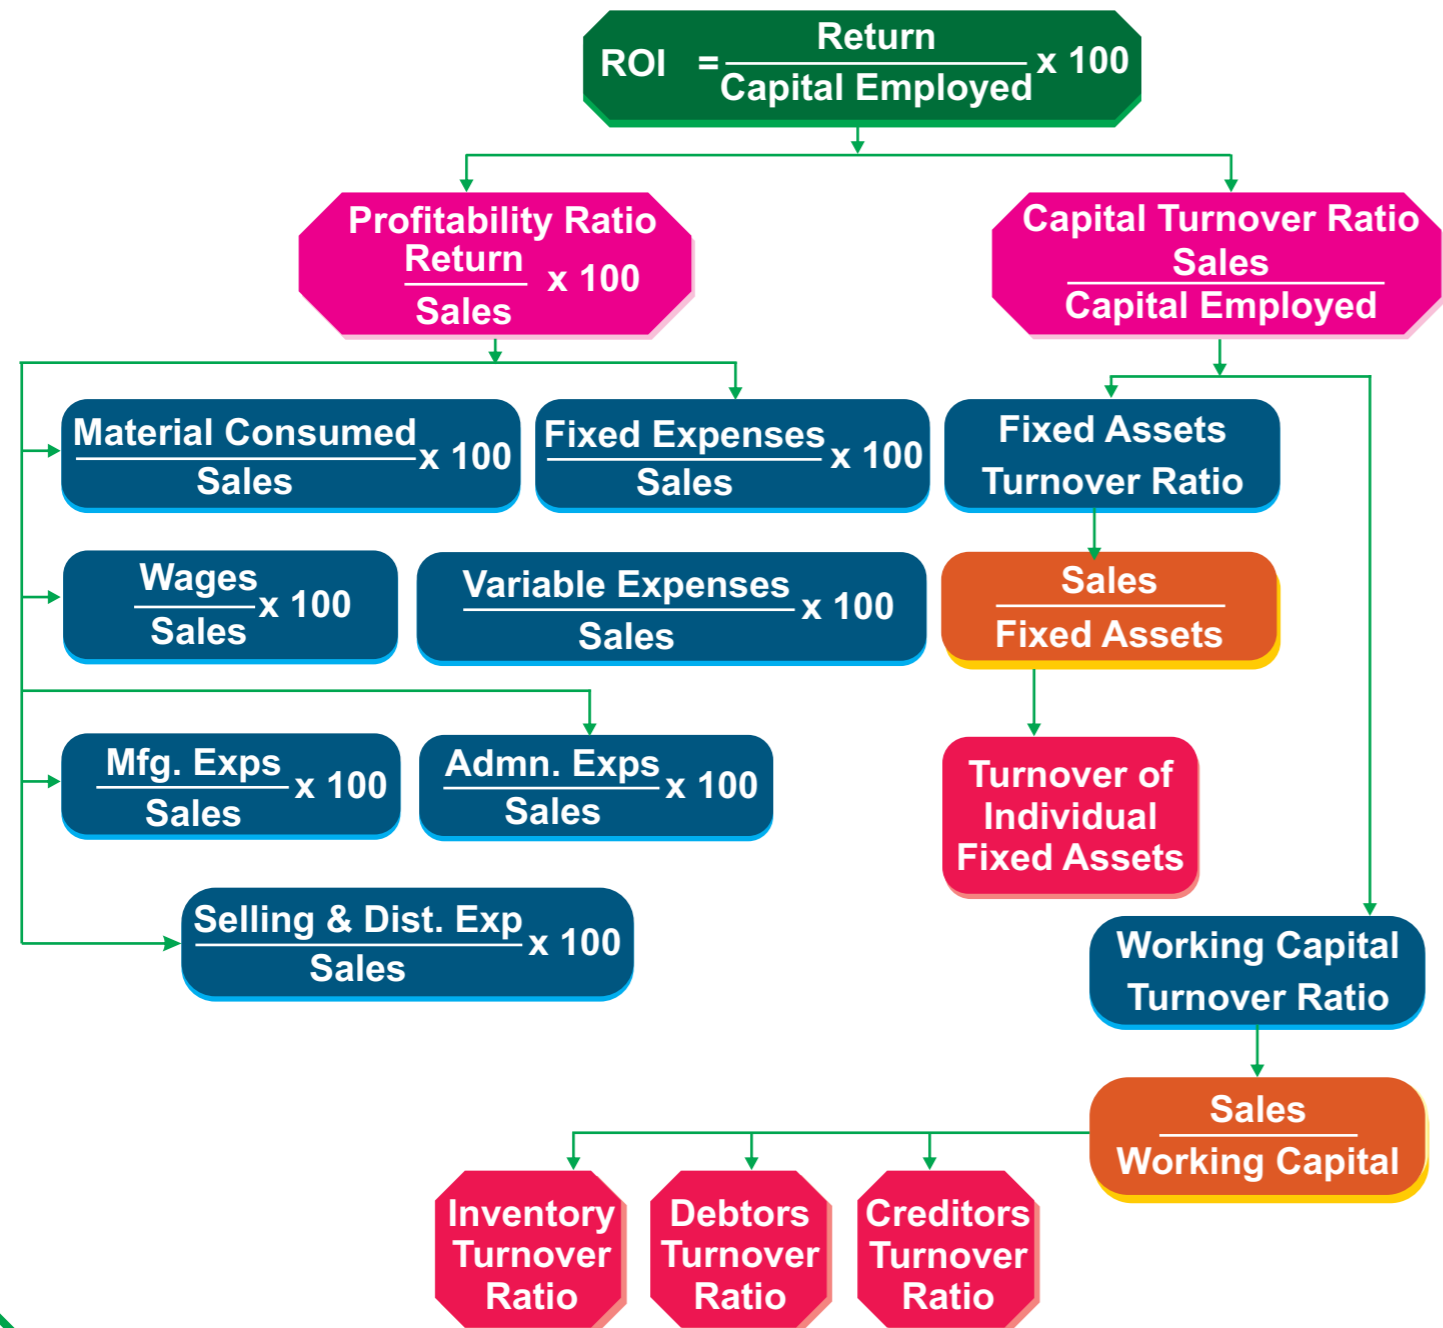 Return
ROI = x 100
Capital Employed
Profitability Ratio
Return
x 100
Sales
Capital Turnover Ratio
Sales
Capital Employed
Material Consumed
x 100
Sales
Fixed Expenses
x 100
Sales
Fixed Assets
Turnover Ratio
Wages
x 100
Sales
Variable Expenses
x 100
Sales
Sales
Fixed Assets
Mfg. Exps
x 100
Sales
Admn. Exps
x 100
Sales
Turnover of
Individual
Fixed Assets
Selling & Dist. Exp
x 100
Sales
Working Capital
Turnover Ratio
Sales
Working Capital
Inventory
Turnover
Ratio
Debtors
Turnover
Ratio
Creditors
Turnover
Ratio